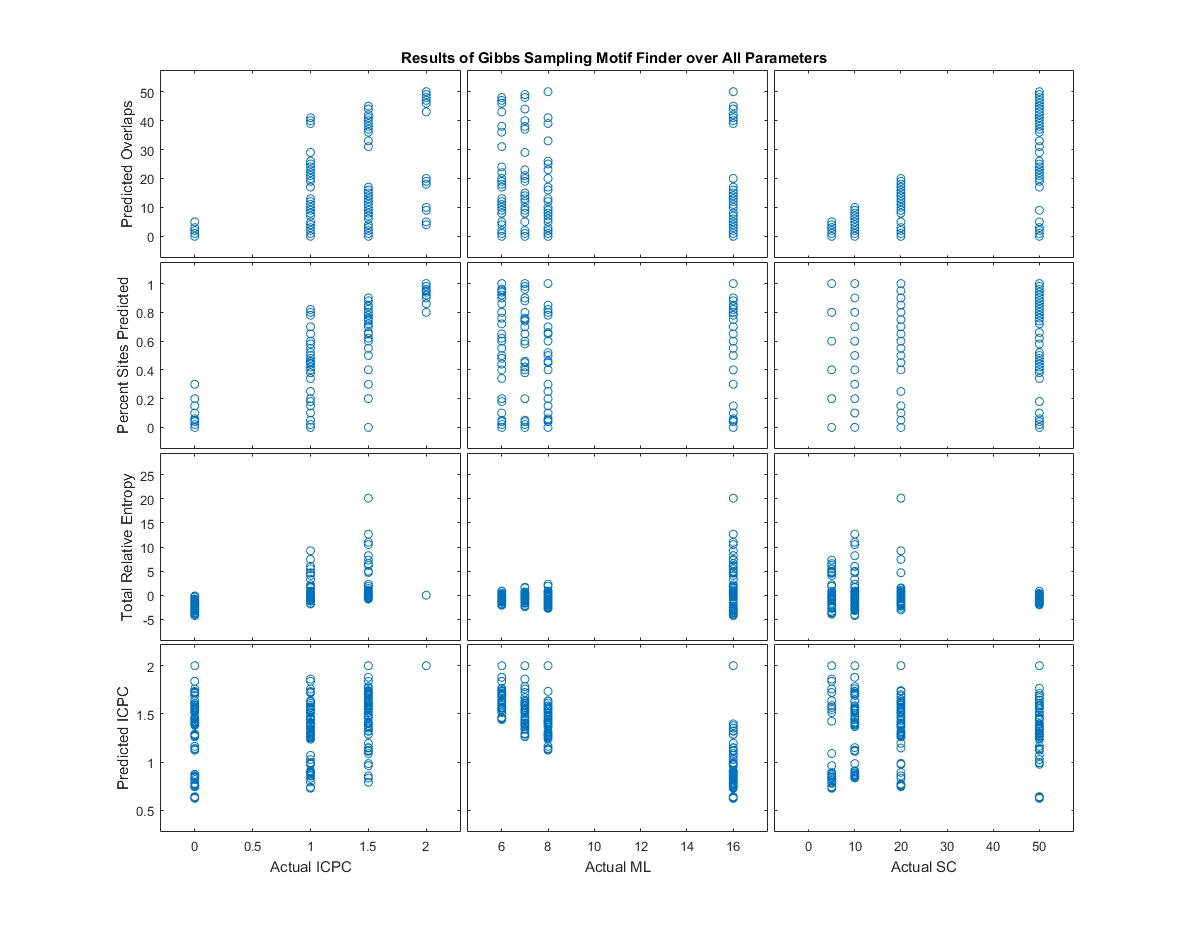 Results of Gibbs Sampling Motif Finder over All Parameters
Predicted Overlaps
50
40
30
20
10
0
Percent Sites Predicted
1
0.8
0.6
0.4
0.2
0
Total Relative Entropy
25
20
15
10
5
0
-5
Predicted ICPC
2
1.5
1
0.5
0 0.5 1 1.5 2
Actual ICPC
6 8 10 12 14 16
Actual ML
0 10 20 30 40 50
Actual SC